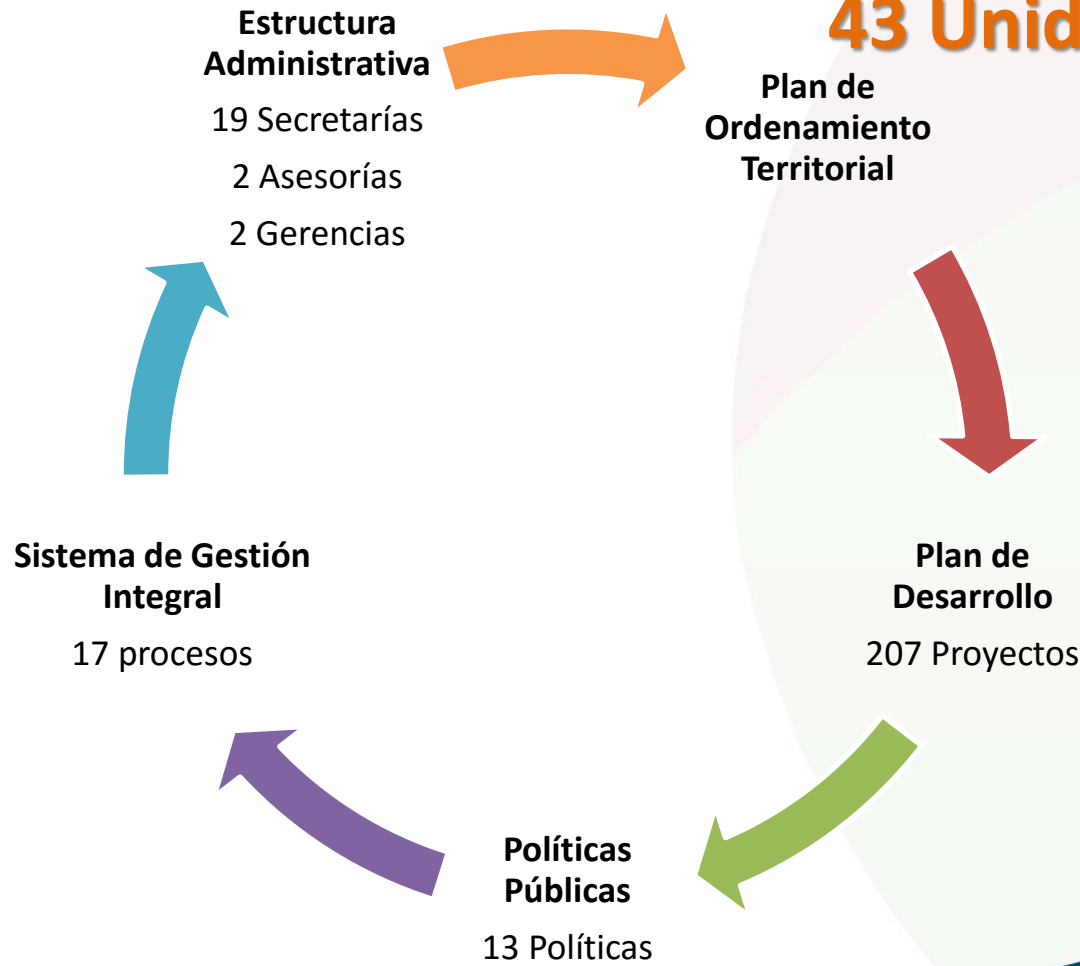 43 Unid
Estructura
Administrativa
19 Secretarías
2 Asesorías
2 Gerencias
Plan de
Ordenamiento
Territorial
Plan de
Desarrollo
207 Proyectos
Políticas
Públicas
13 Políticas
Sistema de Gestión
Integral
17 procesos